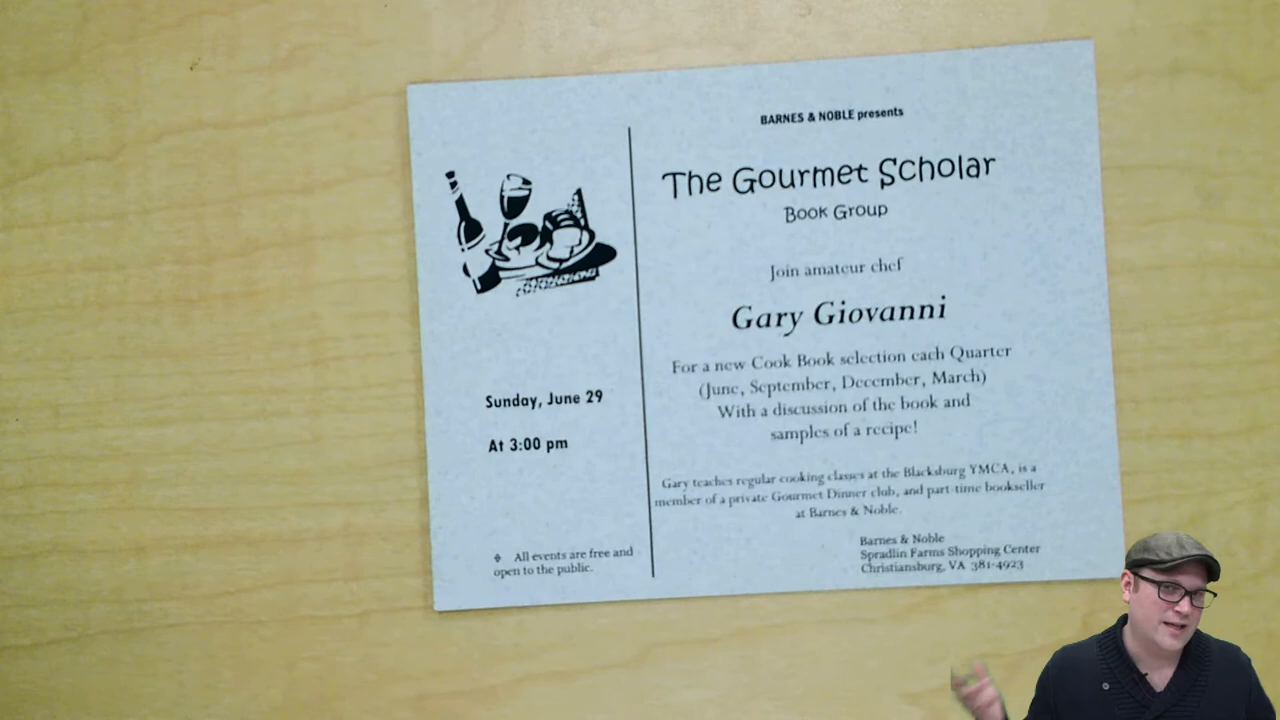 BARNES & NOBLE presents
The Gourmet Scholar
Book Group
Join amateur chef
Gary Giovanni
For a new Cook Book selection each Quarter
(June, September, December, March)
With a discussion of the book and
samples of a recipe!
Gary teaches regular cooking classes at the Blacksburg YMCA, is a
member of a private Gourmet Dinner club, and part-time bookseller
at Barnes & Noble.
Barnes & Noble
Spradlin Farms Shopping Center
Christiansburg, VA 381-4923
Sunday, June 29
At 3:00 pm
❖ All events are free and
open to the public.